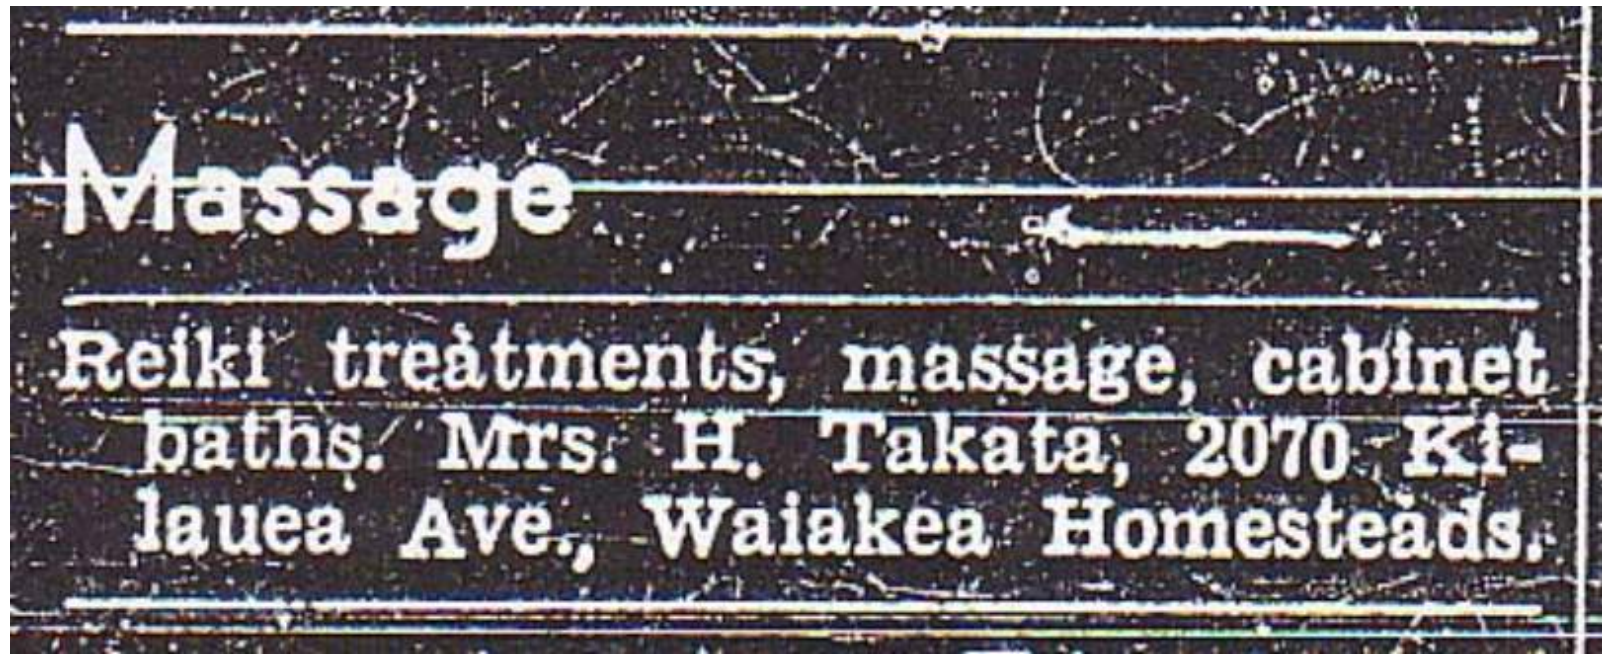 Massage
Reiki treatments, massage, cabinet
baths. Mrs. H. Takata, 2070 Ki-
lauea Ave., Waiakea Homesteads.